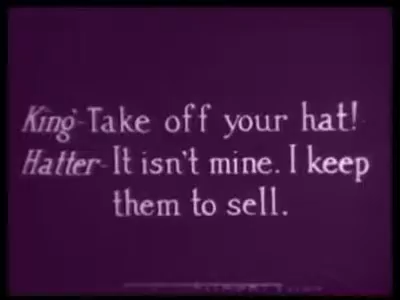 King-Take off your hat!
Hatter-It isn't mine. I keep
them to sell.